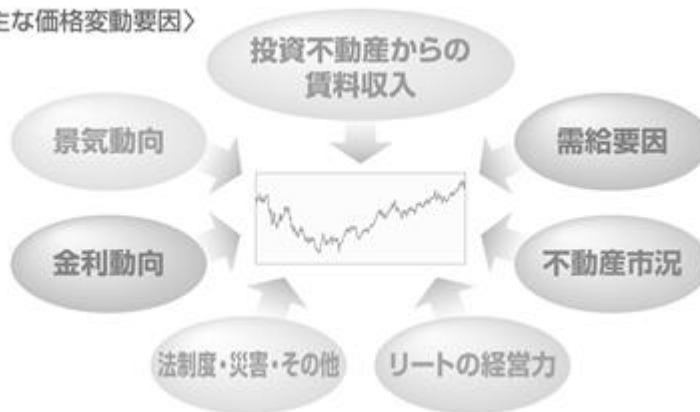 主な価格変動要因〉
投資不動産からの
賃料収入
景気動向
需給要因
金利動向
不動産市況
法制度・災害・その他
リートの経営力